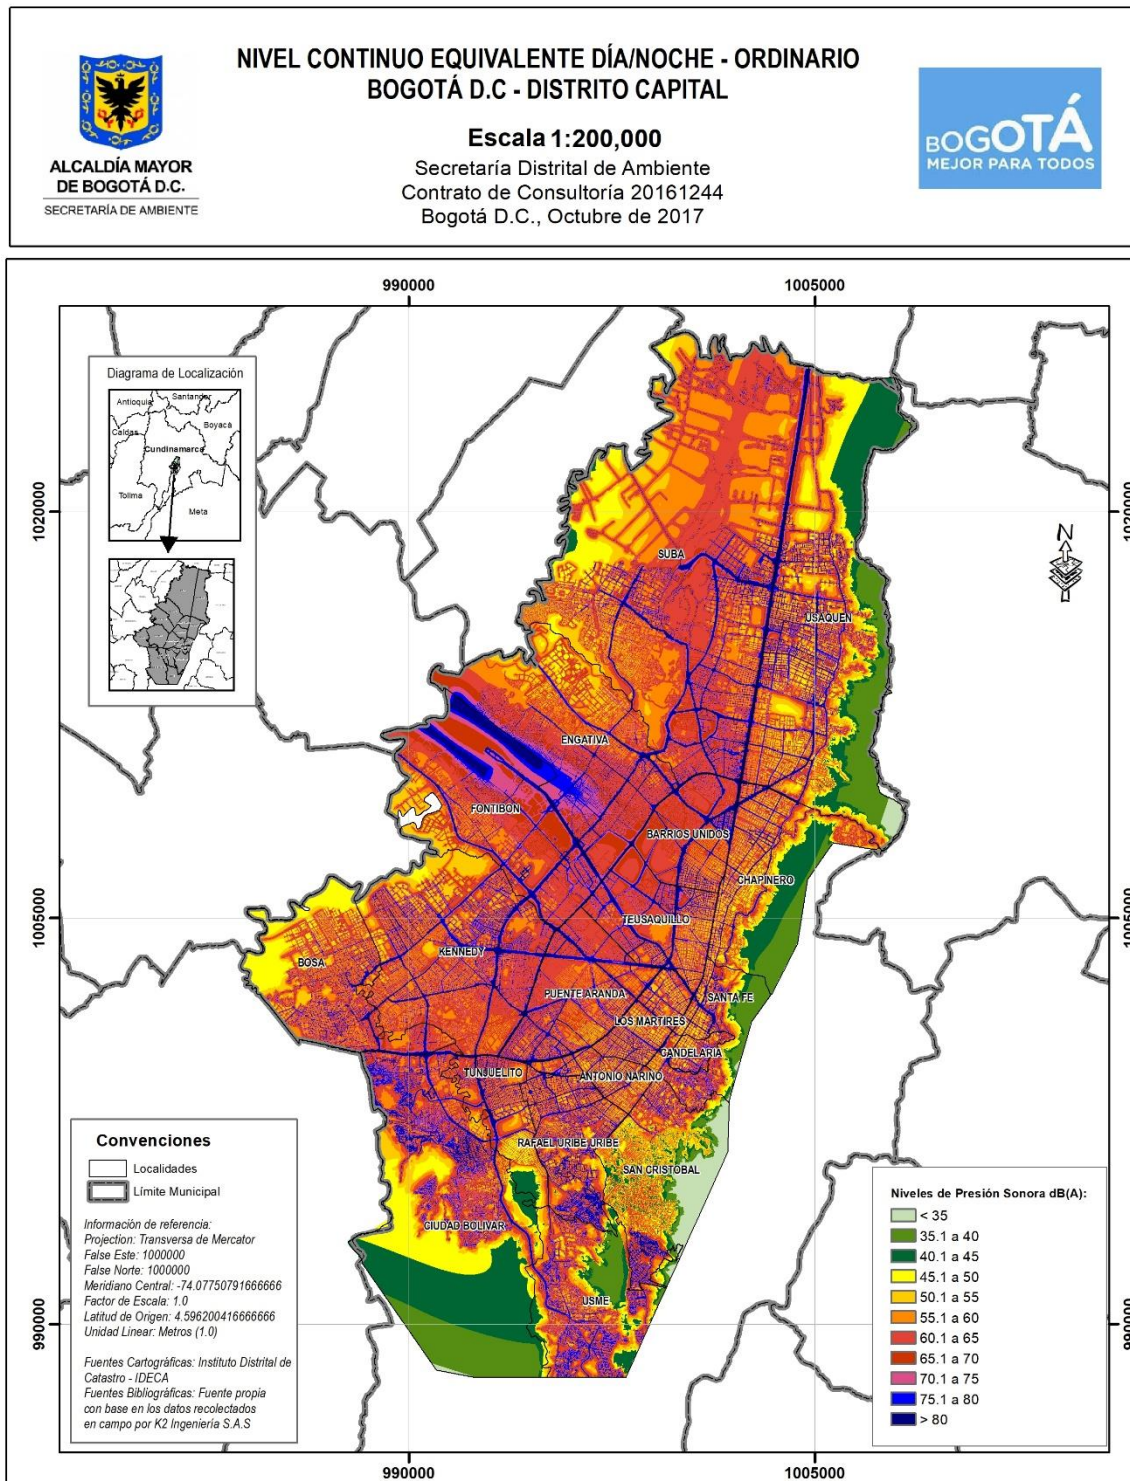 NIVEL CONTINUO EQUIVALENTE DÍA/NOCHE - ORDINARIO
BOGOTÁ D.C - DISTRITO CAPITAL
Escala 1:200,000
Secretaría Distrital de Ambiente
Contrato de Consultoría 20161244
Bogotá D.C., Octubre de 2017
ALCALDÍA MAYOR
DE BOGOTÁ D.C.
SECRETARÍA DE AMBIENTE
BOGOTÁ
MEJOR PARA TODOS
990000
1005000
Diagrama de Localización
Antioquia
Santander
Boyacá
Caldas
Cundinamarca
Tolima
Meta
1020000
1020000
N
SUBA
USAQUEN
ENGATIVA
FONTIBON
BARRIOS UNIDOS
CHAPINERO
1005000
1005000
TEUSAQUILLO
KENNEDY
BOSA
PUENTE ARANDA
SANTA FE
LOS MARTIRES
CANDELARIA
TUNJUELITO
ANTONIO NARIÑO
RAFAEL URIBE URIBE
SAN CRISTOBAL
CIUDAD BOLIVAR
USME
990000
990000
Convenciones
Localidades
Límite Municipal
Información de referencia:
Projection: Transversa de Mercator
False Este: 1000000
False Norte: 1000000
Meridiano Central: -74.07750791666666
Factor de Escala: 1.0
Latitud de Origen: 4.596200416666666
Unidad Linear: Metros (1.0)
Fuentes Cartográficas: Instituto Distrital de
Catastro - IDECA
Fuentes Bibliográficas: Fuente propia
con base en los datos recolectados
en campo por K2 Ingeniería S.A.S
Niveles de Presión Sonora dB(A):
< 35
35.1 a 40
40.1 a 45
45.1 a 50
50.1 a 55
55.1 a 60
60.1 a 65
65.1 a 70
70.1 a 75
75.1 a 80
> 80
990000
1005000